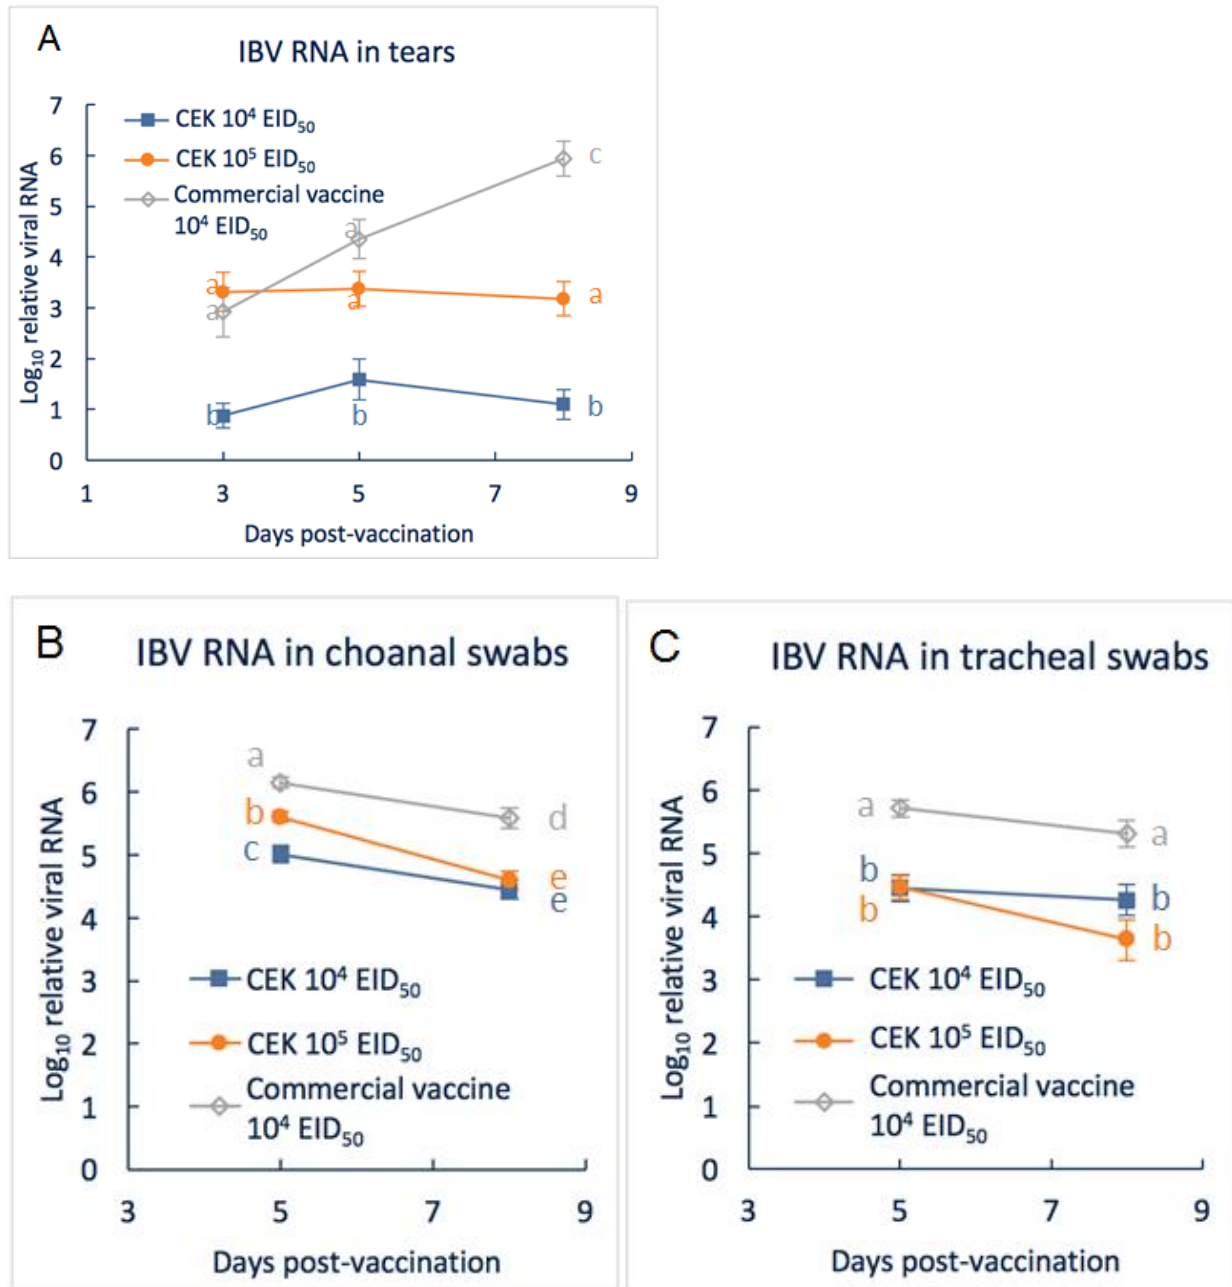 A
IBV RNA in tears
7
6
5
4
3
2
1
0
Log₁₀ relative viral RNA
CEK 10⁴ EID₅₀
CEK 10⁵ EID₅₀
Commercial vaccine
10⁴ EID₅₀
c
a
a
a
a
a
b
b
b
1 3 5 7 9
Days post-vaccination
B
IBV RNA in choanal swabs
7
6
5
4
3
2
1
0
Log₁₀ relative viral RNA
a
d
b
e
c
e
CEK 10⁴ EID₅₀
CEK 10⁵ EID₅₀
Commercial vaccine
10⁴ EID₅₀
3 5 7 9
Days post-vaccination
C
IBV RNA in tracheal swabs
7
6
5
4
3
2
1
0
Log₁₀ relative viral RNA
a
a
b
b
b
b
CEK 10⁴ EID₅₀
CEK 10⁵ EID₅₀
Commercial vaccine
10⁴ EID₅₀
3 5 7 9
Days post-vaccination